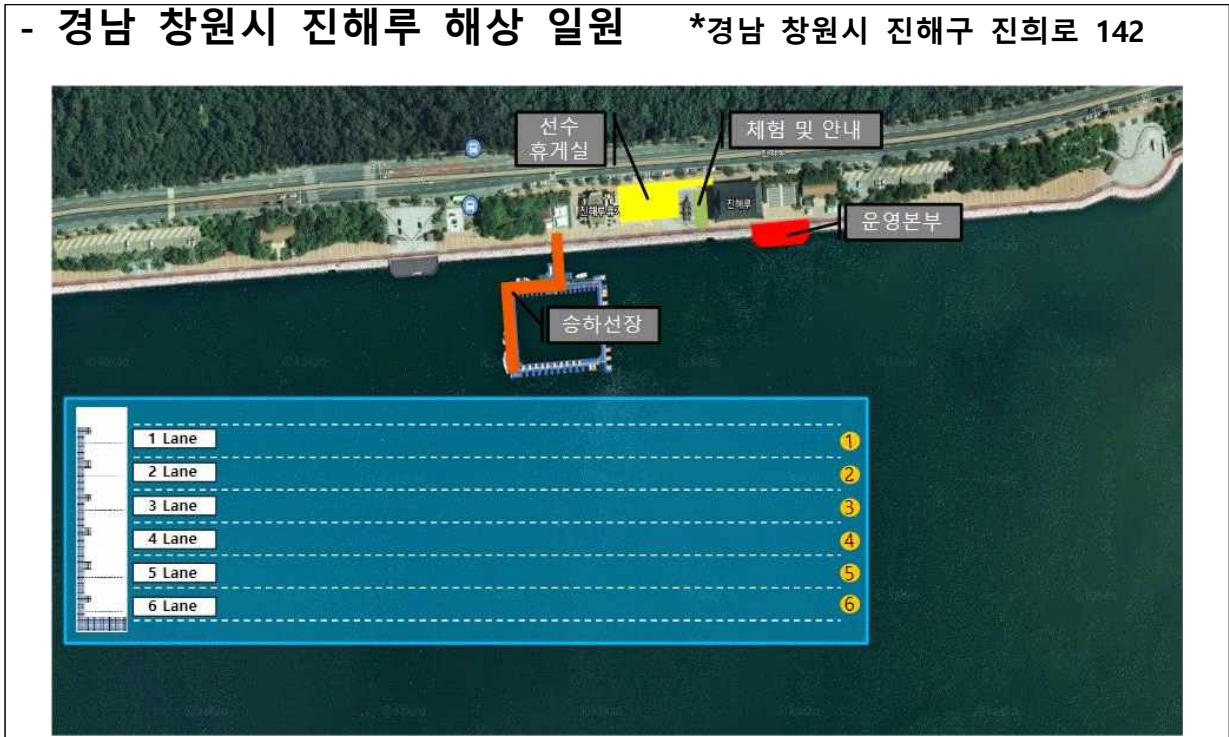 - 경남 창원시 진해루 해상 일원 *경남 창원시 진해구 진희로 142
선수
휴게실
체험 및 안내
진해루
운영본부
승하선장
1 Lane
1
2 Lane
2
3 Lane
3
4 Lane
4
5 Lane
5
6 Lane
6